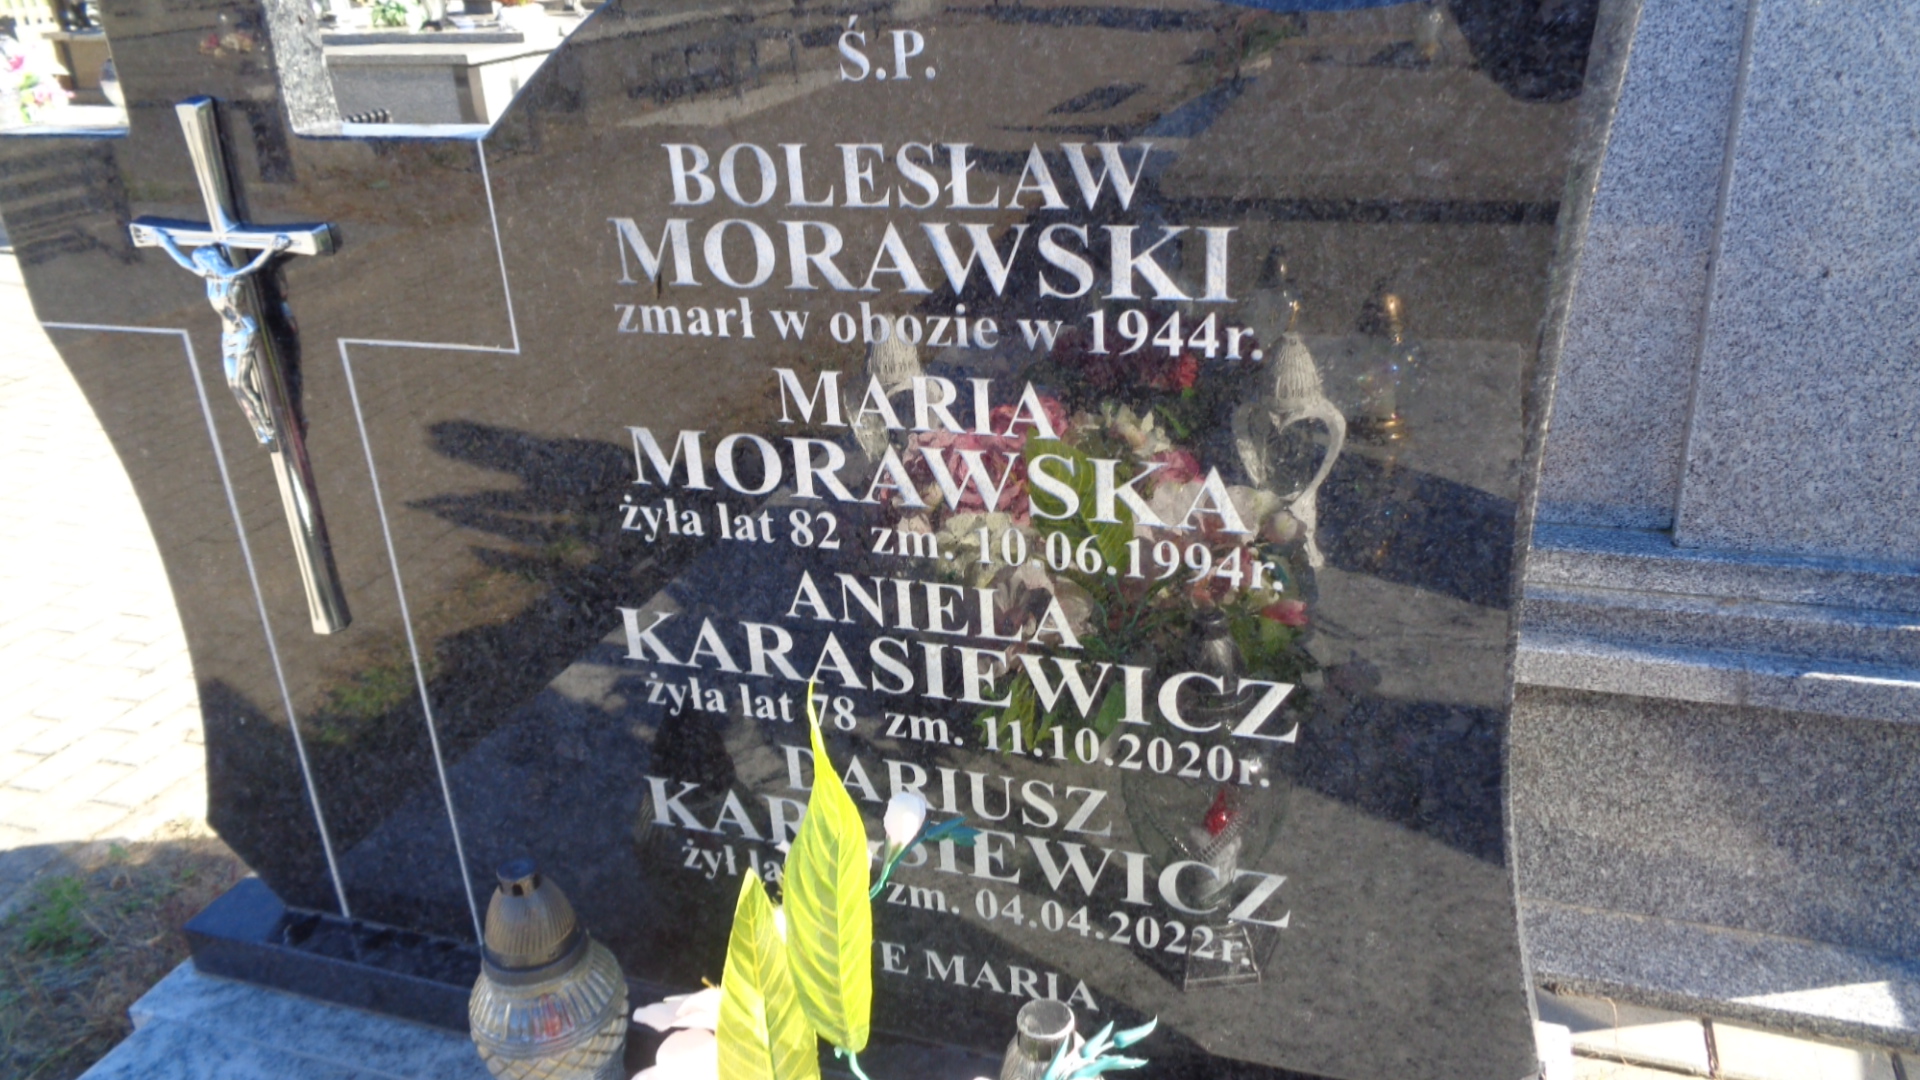 Ś.P.
BOLESŁAW
MORAWSKI
zmarł w obozie w 1944r.
MARIA
MORAWSKA
żyła lat 82 zm. 10.06.1994r.
ANIELA
KARASIEWICZ
żyła lat 78 zm. 11.10.2020r.
DARIUSZ
KARASIEWICZ
żył zm. 04.04.2022r.
MARIA